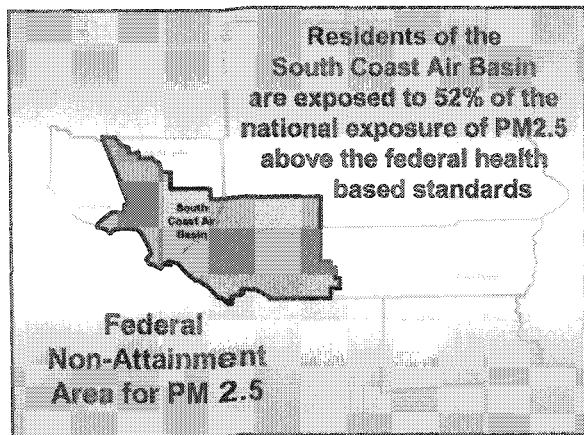 Residents of the
South Coast Air Basin
are exposed to 52% of the
national exposure of PM2.5
above the federal health
based standards
South
Coast Air
Basin
Federal
Non-Attainment
Area for PM 2.5